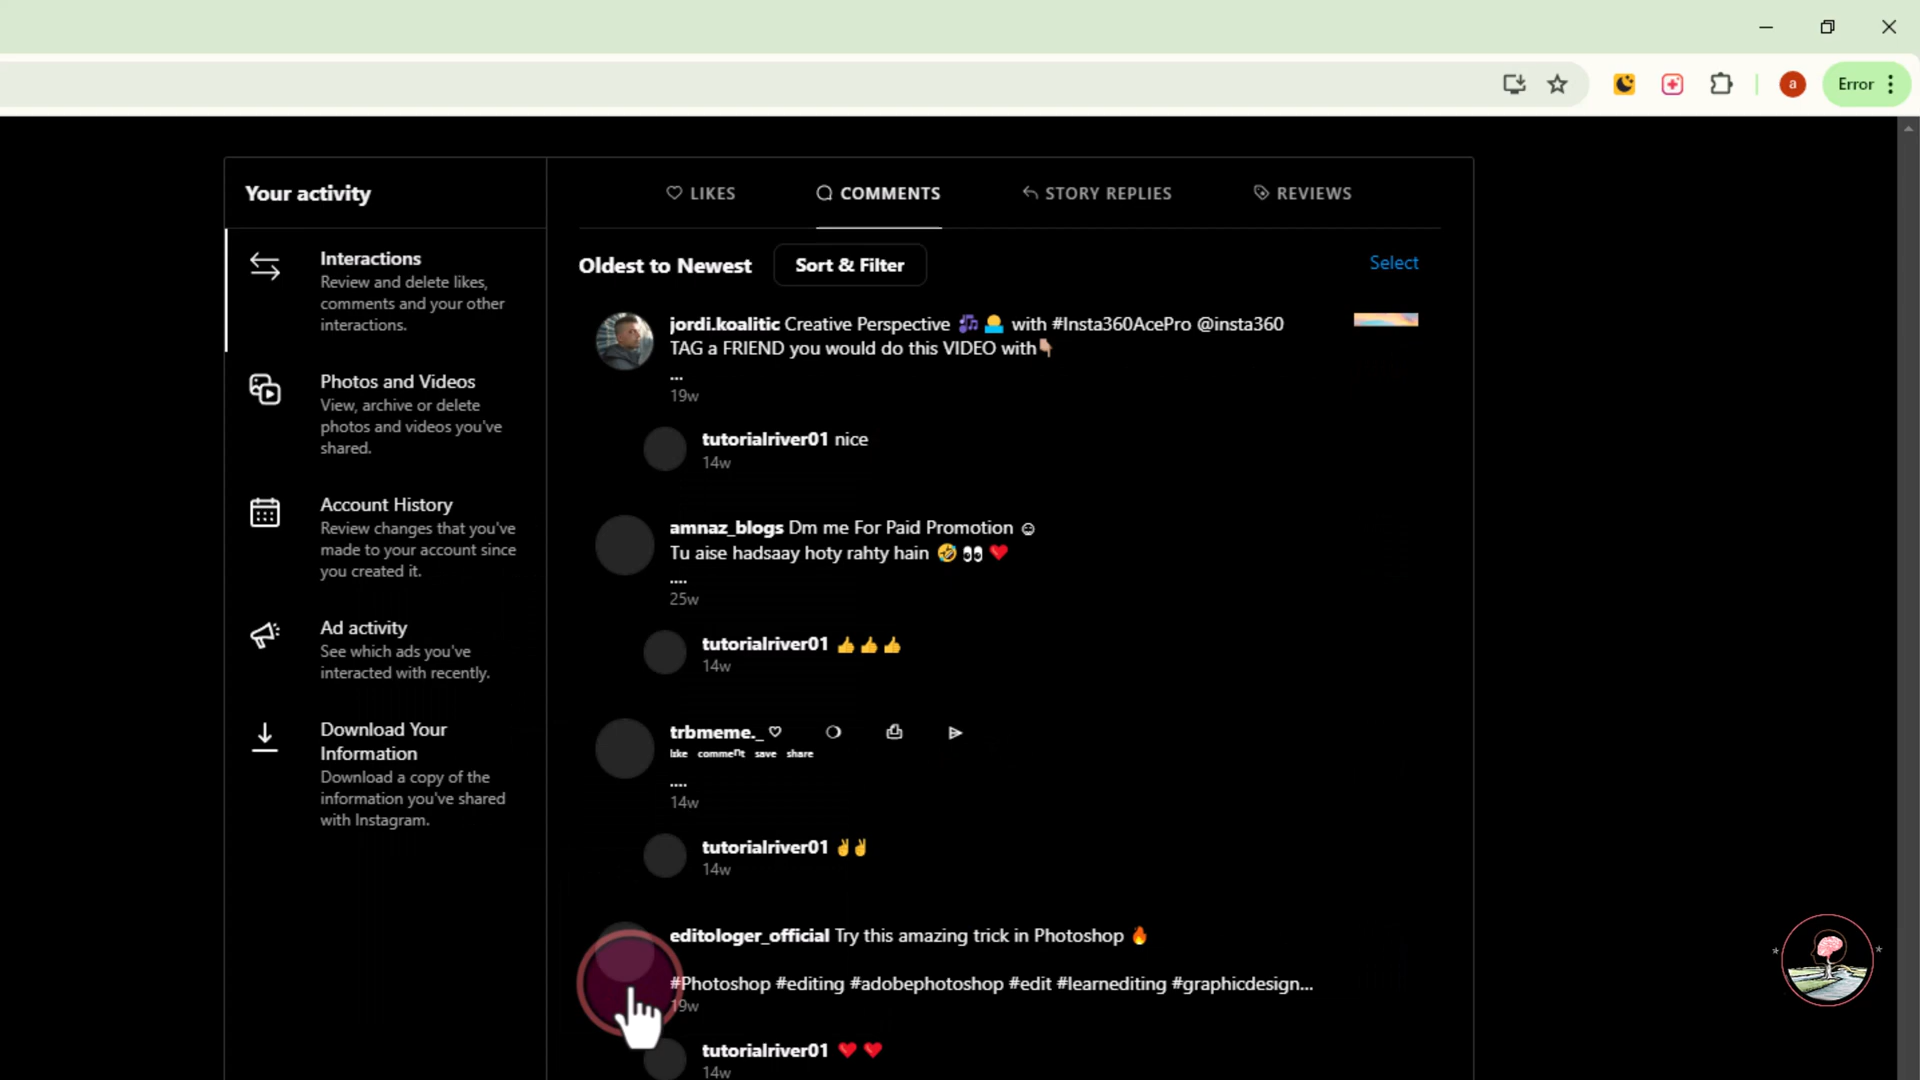 Error
Your activity
Interactions
Review and delete likes,
comments and your other
interactions.
Photos and Videos
View, archive or delete
photos and videos you've
shared.
Account History
Review changes that you've
made to your account since
you created it.
Ad activity
See which ads you've
interacted with recently.
Download Your
Information
Download a copy of the
information you've shared
with Instagram.
LIKES
COMMENTS
STORY REPLIES
REVIEWS
Oldest to Newest
Sort & Filter
Select
jordi.koalitic Creative Perspective 🎶 with #Insta360AcePro @insta360
TAG a FRIEND you would do this VIDEO with👇🏼
...
19w
tutorialriver01 nice
14w
amnaz_blogs Dm me For Paid Promotion ☺
Tu aise hadsaay hoty rahty hain 🤣 👀 ❤️
....
25w
tutorialriver01 👍 👍 👍
14w
trbmeme._ ♡ ❍ ⎙ ⌲
ˡᶦᵏᵉ ᶜᵒᵐᵐᵉⁿᵗ ˢᵃᵛᵉ ˢʰᵃʳᵉ
....
14w
tutorialriver01 ✌️✌️
14w
editologer_official Try this amazing trick in Photoshop 🔥
#Photoshop #editing #adobephotoshop #edit #learnediting #graphicdesign...
19w
tutorialriver01 ❤️ ❤️
14w
a